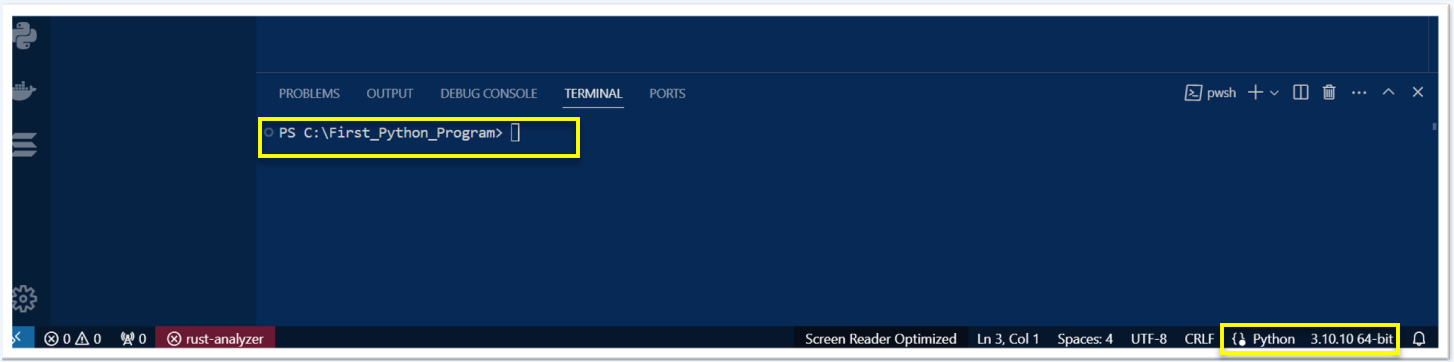 PROBLEMS OUTPUT DEBUG CONSOLE TERMINAL PORTS pwsh
PS C:\First_Python_Program>
0 0 0 rust-analyzer Screen Reader Optimized Ln 3, Col 1 Spaces: 4 UTF-8 CRLF {} Python 3.10.10 64-bit